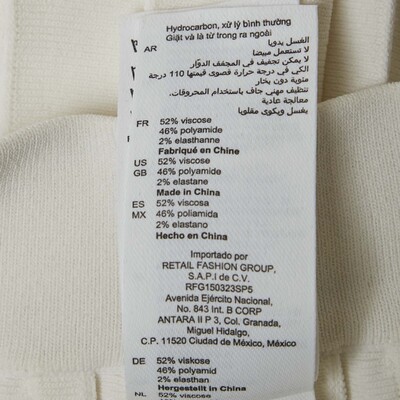 Hydrocarbon, xử lý bình thường
Giặt và là từ trong ra ngoài
AR
الغسل يدويا
لا تستعمل مبيضا
لا يمكن تجفيف في المجفف الدوّار
الكي في درجة حرارة قصوى قيمتها 110 درجة
مئوية دون بخار
تنظيف مهني جاف باستخدام المحروقات.
معالجة عادية
يغسل ويكوى مقلوبا
FR 52% viscose
46% polyamide
2% elasthanne
Fabriqué en Chine
US 52% viscose
GB 46% polyamide
2% elastane
Made in China
ES 52% viscosa
MX 46% poliamida
2% elastano
Hecho en China
Importado por
RETAIL FASHION GROUP,
S.A.P.I de C.V.
RFG150323SP5
Avenida Ejército Nacional,
No. 843 Int. B CORP
ANTARA II P 3, Col. Granada,
Miguel Hidalgo,
C.P. 11520 Ciudad de México, México
DE 52% viskose
46% polyamid
2% elasthan
Hergestellt in China
NL 52% viscose